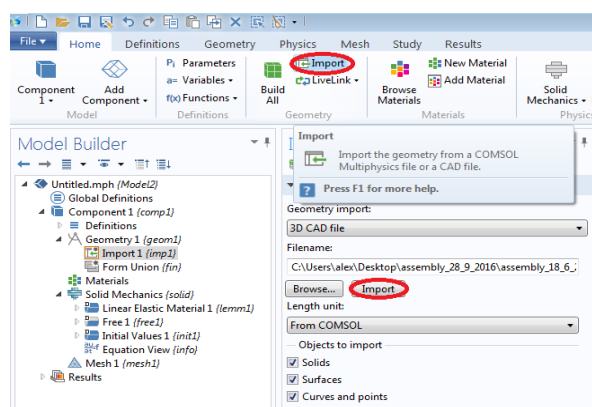 File Home Definitions Geometry Physics Mesh Study Results
Component 1
Add Component
Model
Pi Parameters
a= Variables
f(x) Functions
Definitions
Build All
Import
LiveLink
Geometry
Browse Materials
New Material
Add Material
Materials
Solid Mechanics
Physic
Model Builder
Untitled.mph (Model2)
Global Definitions
Component 1 (comp1)
Definitions
Geometry 1 (geom1)
Import 1 (imp1)
Form Union (fin)
Materials
Solid Mechanics (solid)
Linear Elastic Material 1 (lemm1)
Free 1 (free1)
Initial Values 1 (init1)
Equation View (info)
Mesh 1 (mesh1)
Results
Import
Import the geometry from a COMSOL
Multiphysics file or a CAD file.
? Press F1 for more help.
Geometry import:
3D CAD file
Filename:
C:\Users\alex\Desktop\assembly_28_9_2016\assembly_18_6_
Browse... Import
Length unit:
From COMSOL
Objects to import
Solids
Surfaces
Curves and points